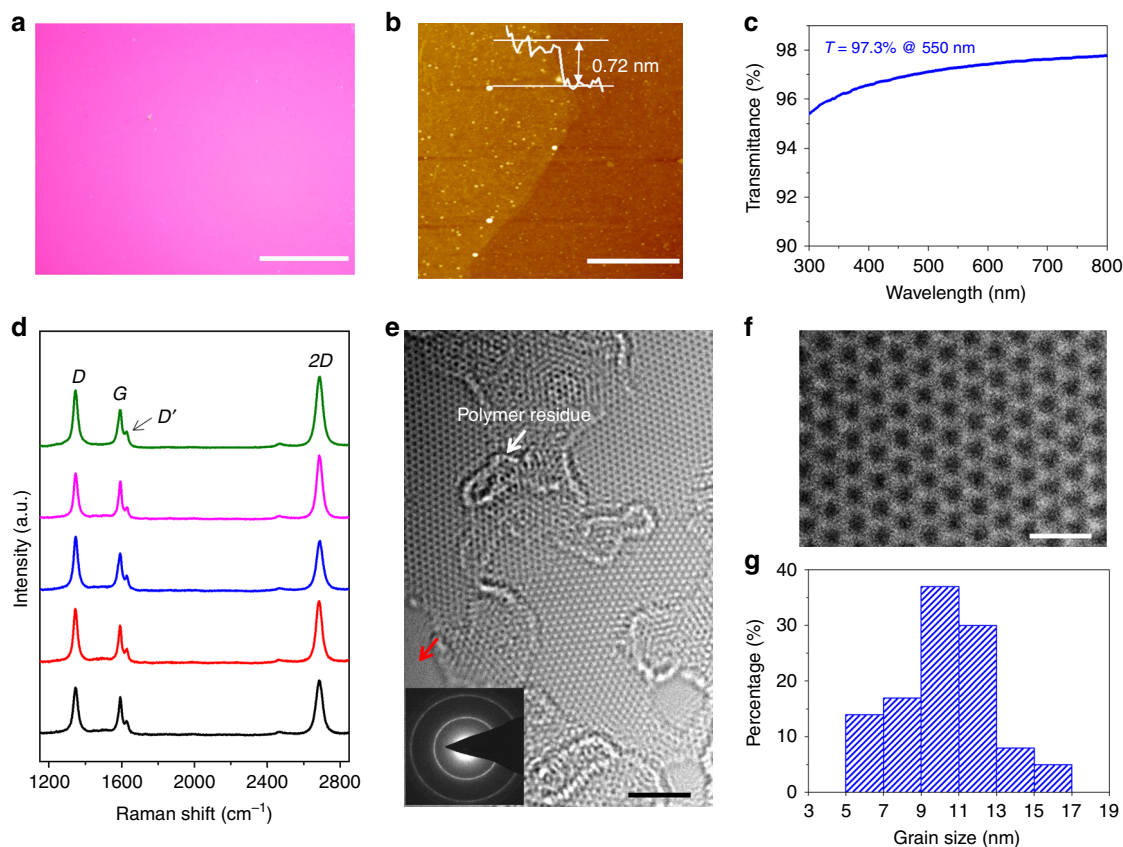 a
b
0.72 nm
c
T = 97.3% @ 550 nm
98
96
94
92
90
Transmittance (%)
300 400 500 600 700 800
Wavelength (nm)
d
D
G
D′
2D
Intensity (a.u.)
1200 1600 2000 2400 2800
Raman shift (cm⁻¹)
e
Polymer residue
f
g
40
30
20
10
0
Percentage (%)
3 5 7 9 11 13 15 17 19
Grain size (nm)